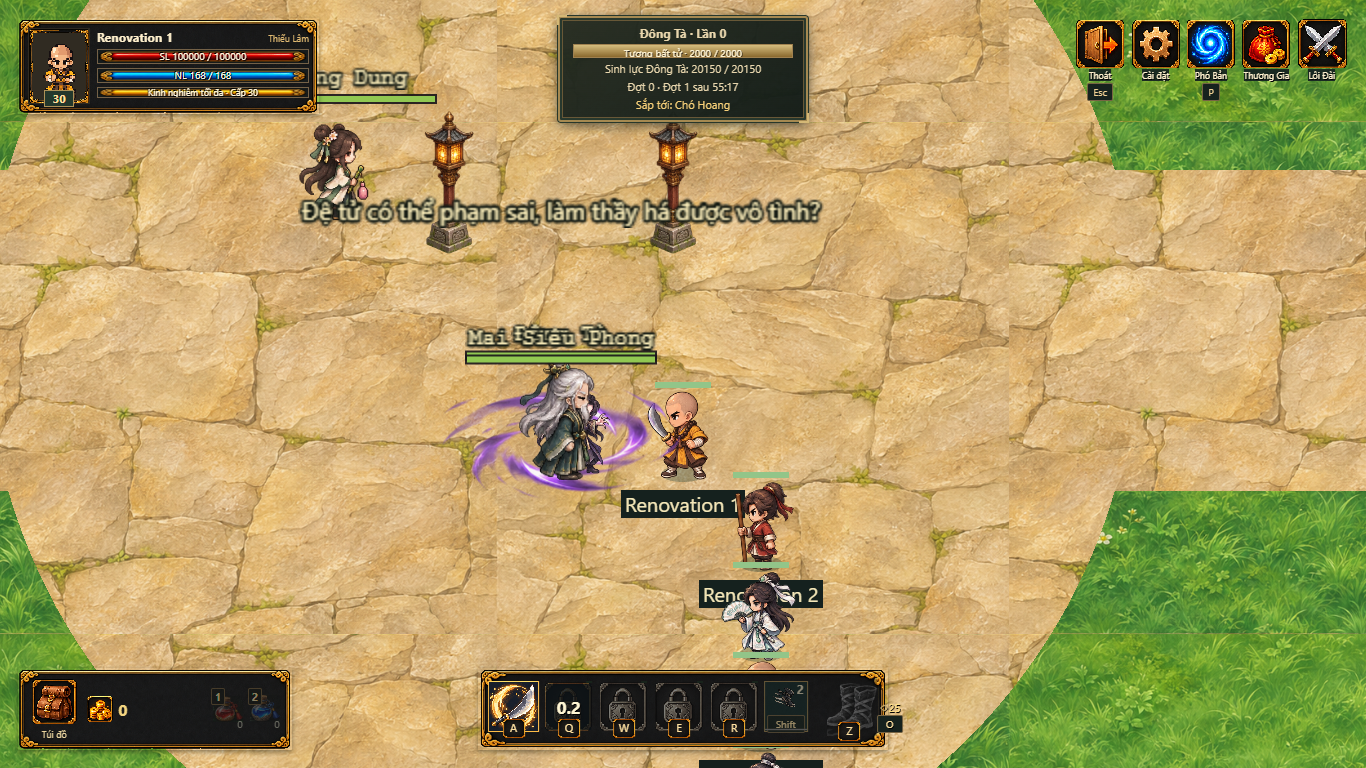 Renovation 1
Thiếu Lâm
SL 100000 / 100000
NL 168 / 168
Kinh nghiệm tối đa - Cấp 30
30
ng Dung
Đông Tà · Lần 0
Tương bất tử · 2000 / 2000
Sinh lực Đông Tà: 20150 / 20150
Đợt 0 · Đợt 1 sau 55:17
Sắp tới: Chó Hoang
Thoát
Cài đặt
Phó Bản
Thương Gia
Lôi Đài
Esc
P
Đệ tử có thể phạm sai, làm thầy há được vô tình?
Mai Siêu Phong
Renovation 1
2
Túi đồ
0
1
0
2
0
A
0.2
Q
W
E
R
2
Shift
Z
25
O